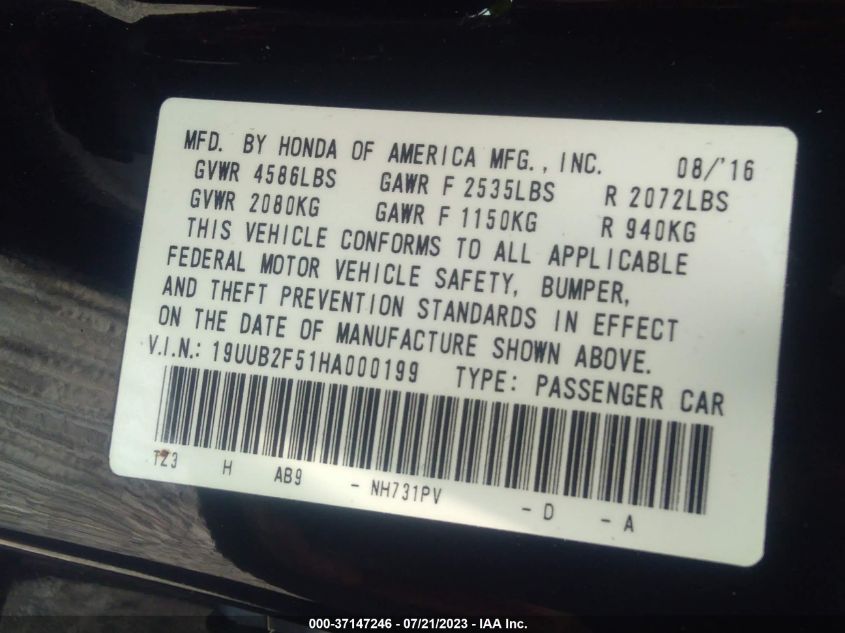 MFD. BY HONDA OF AMERICA MFG., INC. 08/'16
GVWR 4586LBS GAWR F 2535LBS R 2072LBS
GVWR 2080KG GAWR F 1150KG R 940KG
THIS VEHICLE CONFORMS TO ALL APPLICABLE
FEDERAL MOTOR VEHICLE SAFETY, BUMPER,
AND THEFT PREVENTION STANDARDS IN EFFECT
ON THE DATE OF MANUFACTURE SHOWN ABOVE.
V.I.N.: 19UUB2F51HA000199 TYPE: PASSENGER CAR
TZ3 H AB9 - NH731PV - D - A
000-37147246 / 07/21/2023 - IAA Inc.